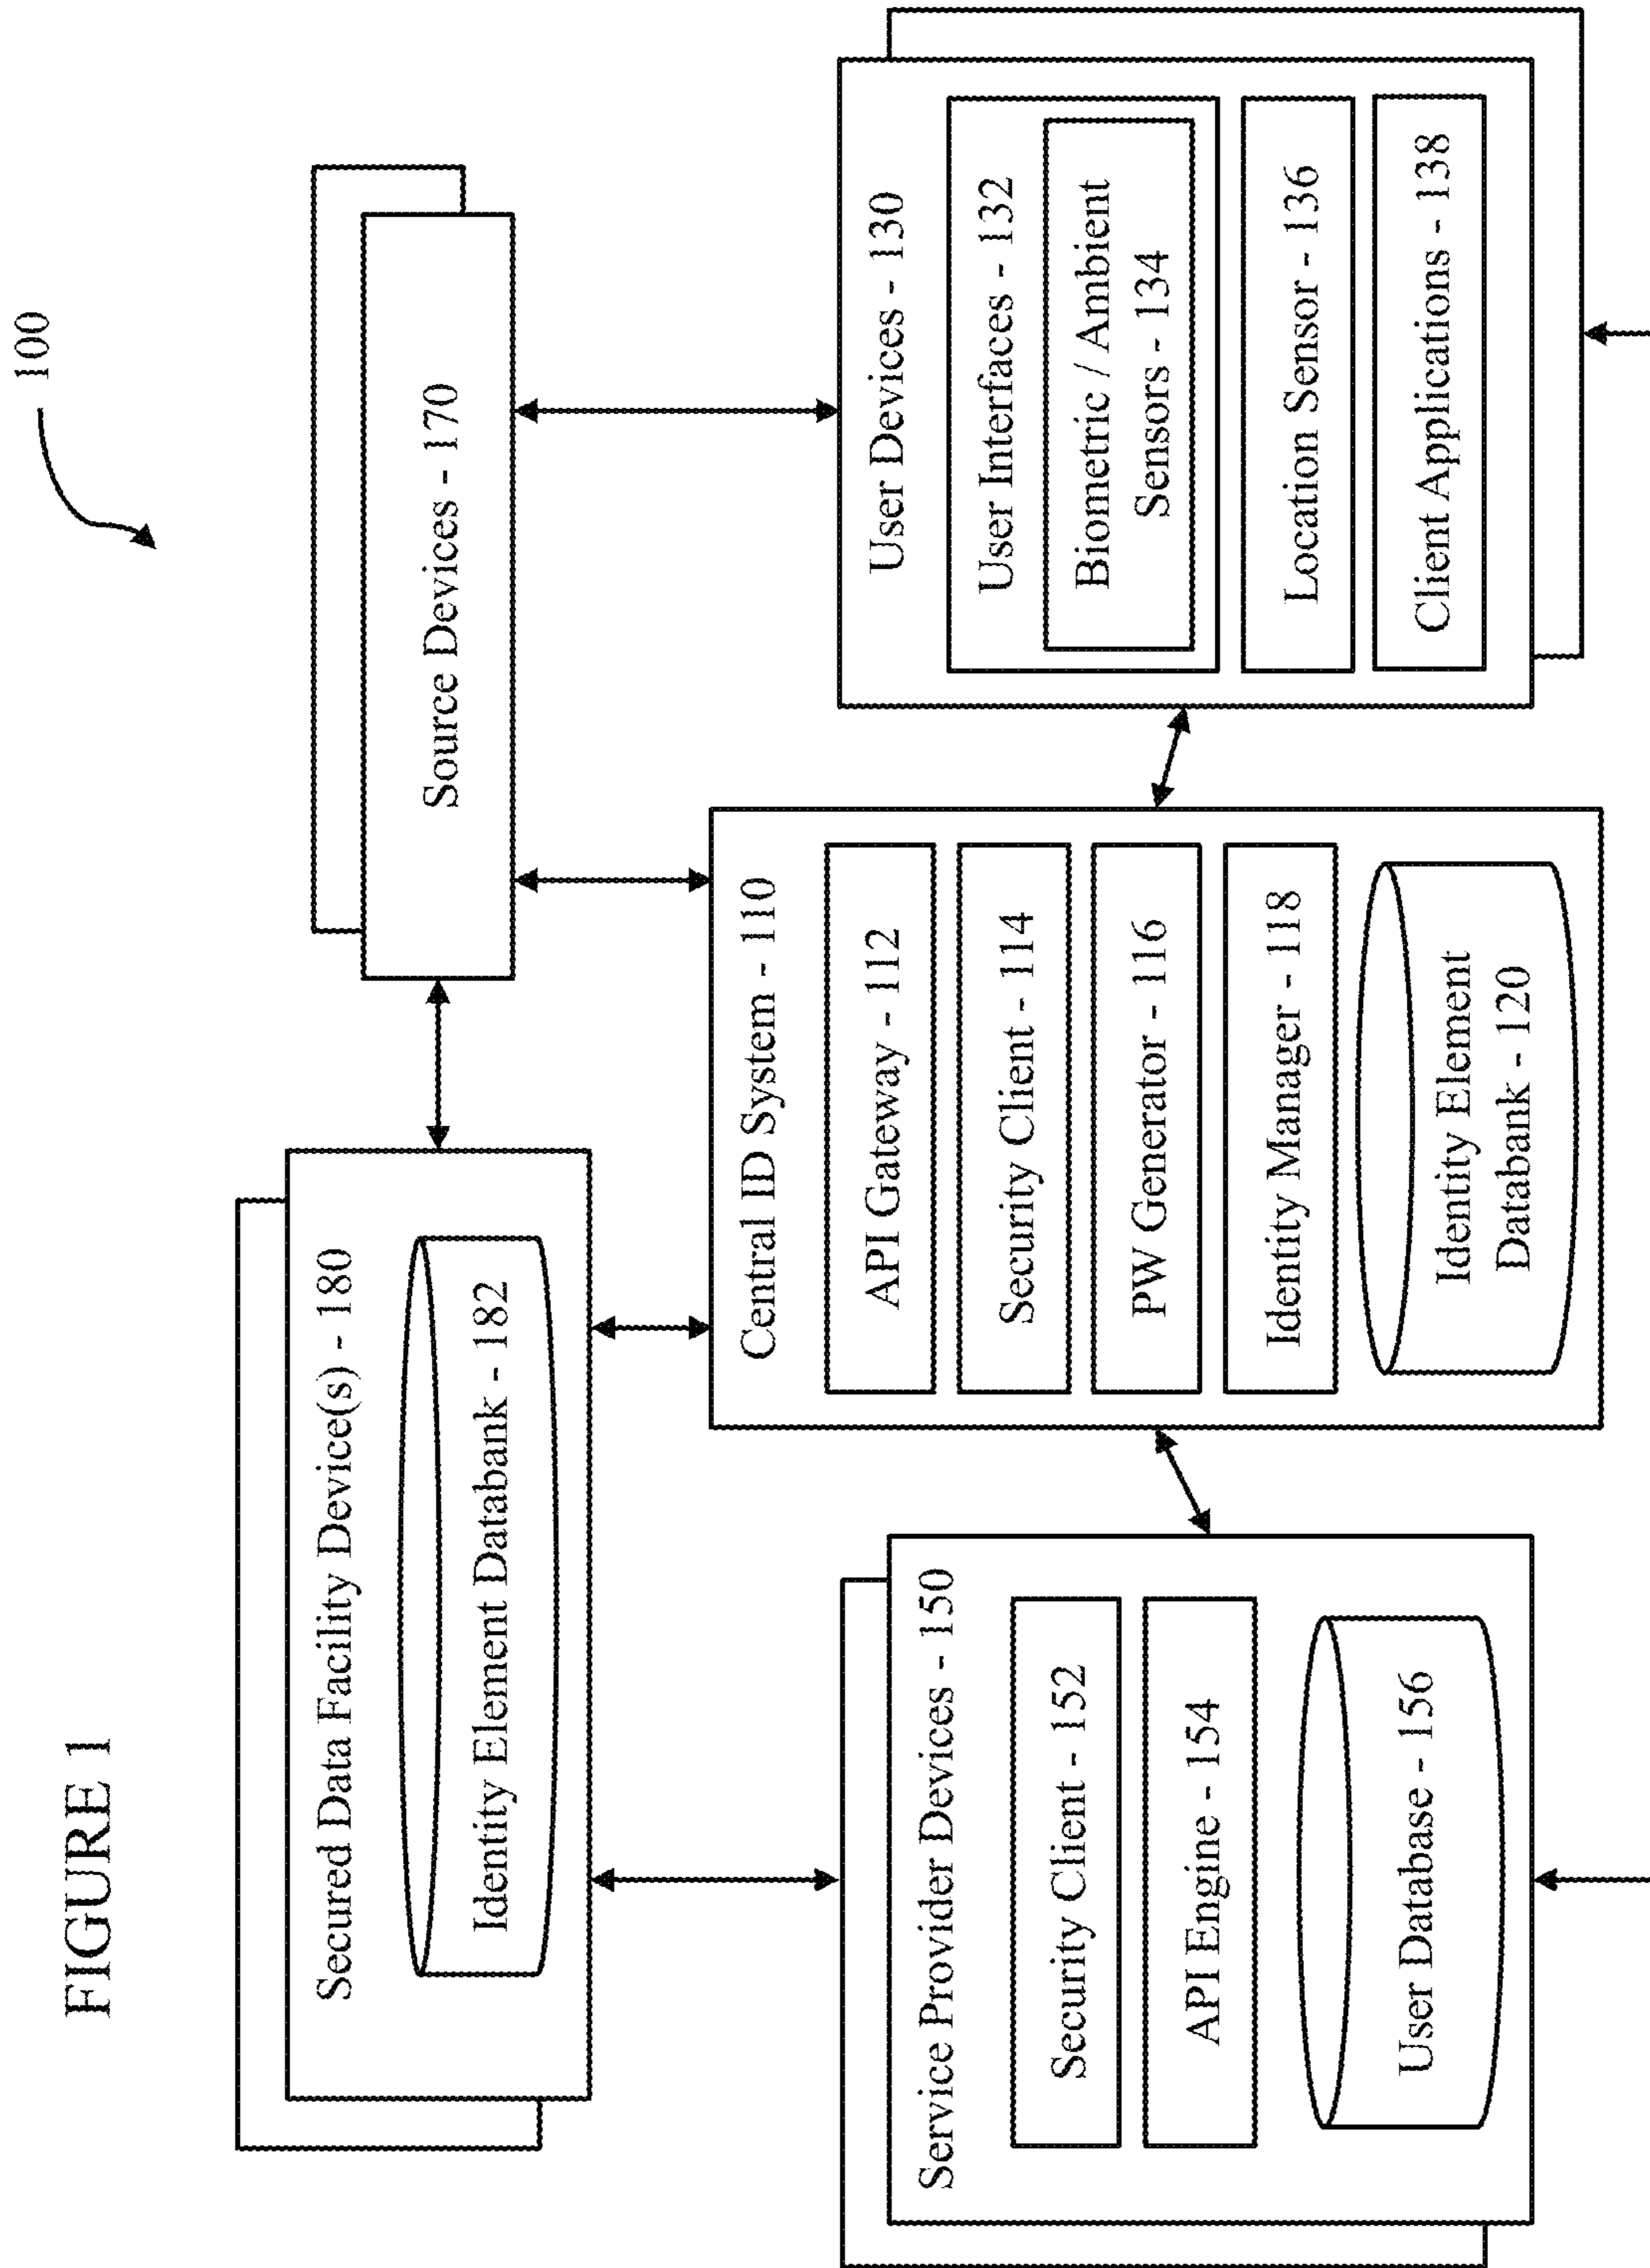 FIGURE 1
100
Secured Data Facility Device(s) - 180
Identity Element Databank - 182
Source Devices - 170
Service Provider Devices - 150
Security Client - 152
API Engine - 154
User Database - 156
Central ID System - 110
API Gateway - 112
Security Client - 114
PW Generator - 116
Identity Manager - 118
Identity Element
Databank - 120
User Devices - 130
User Interfaces - 132
Biometric / Ambient
Sensors - 134
Location Sensor - 136
Client Applications - 138